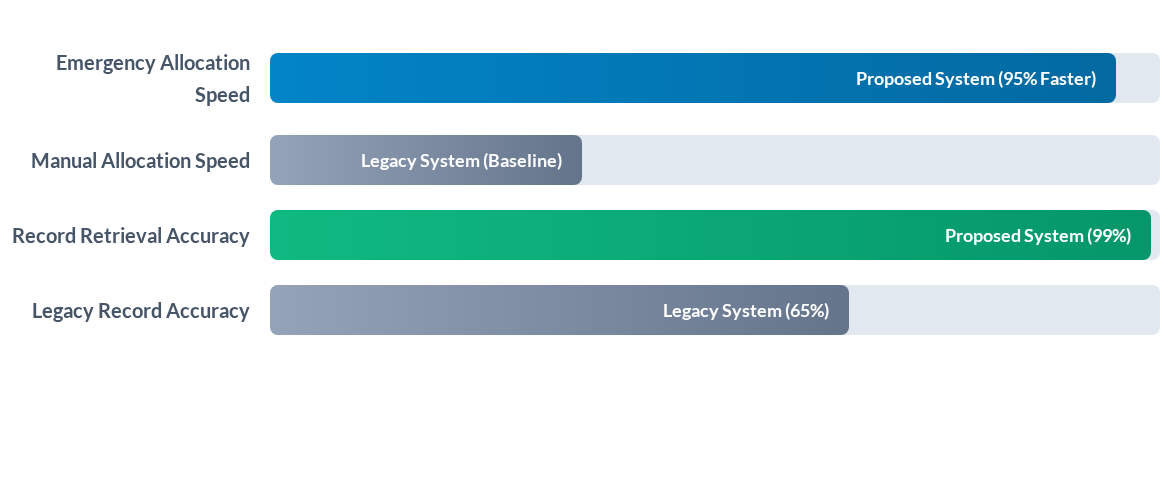 Emergency Allocation
Speed
Proposed System (95% Faster)
Manual Allocation Speed
Legacy System (Baseline)
Record Retrieval Accuracy
Proposed System (99%)
Legacy Record Accuracy
Legacy System (65%)